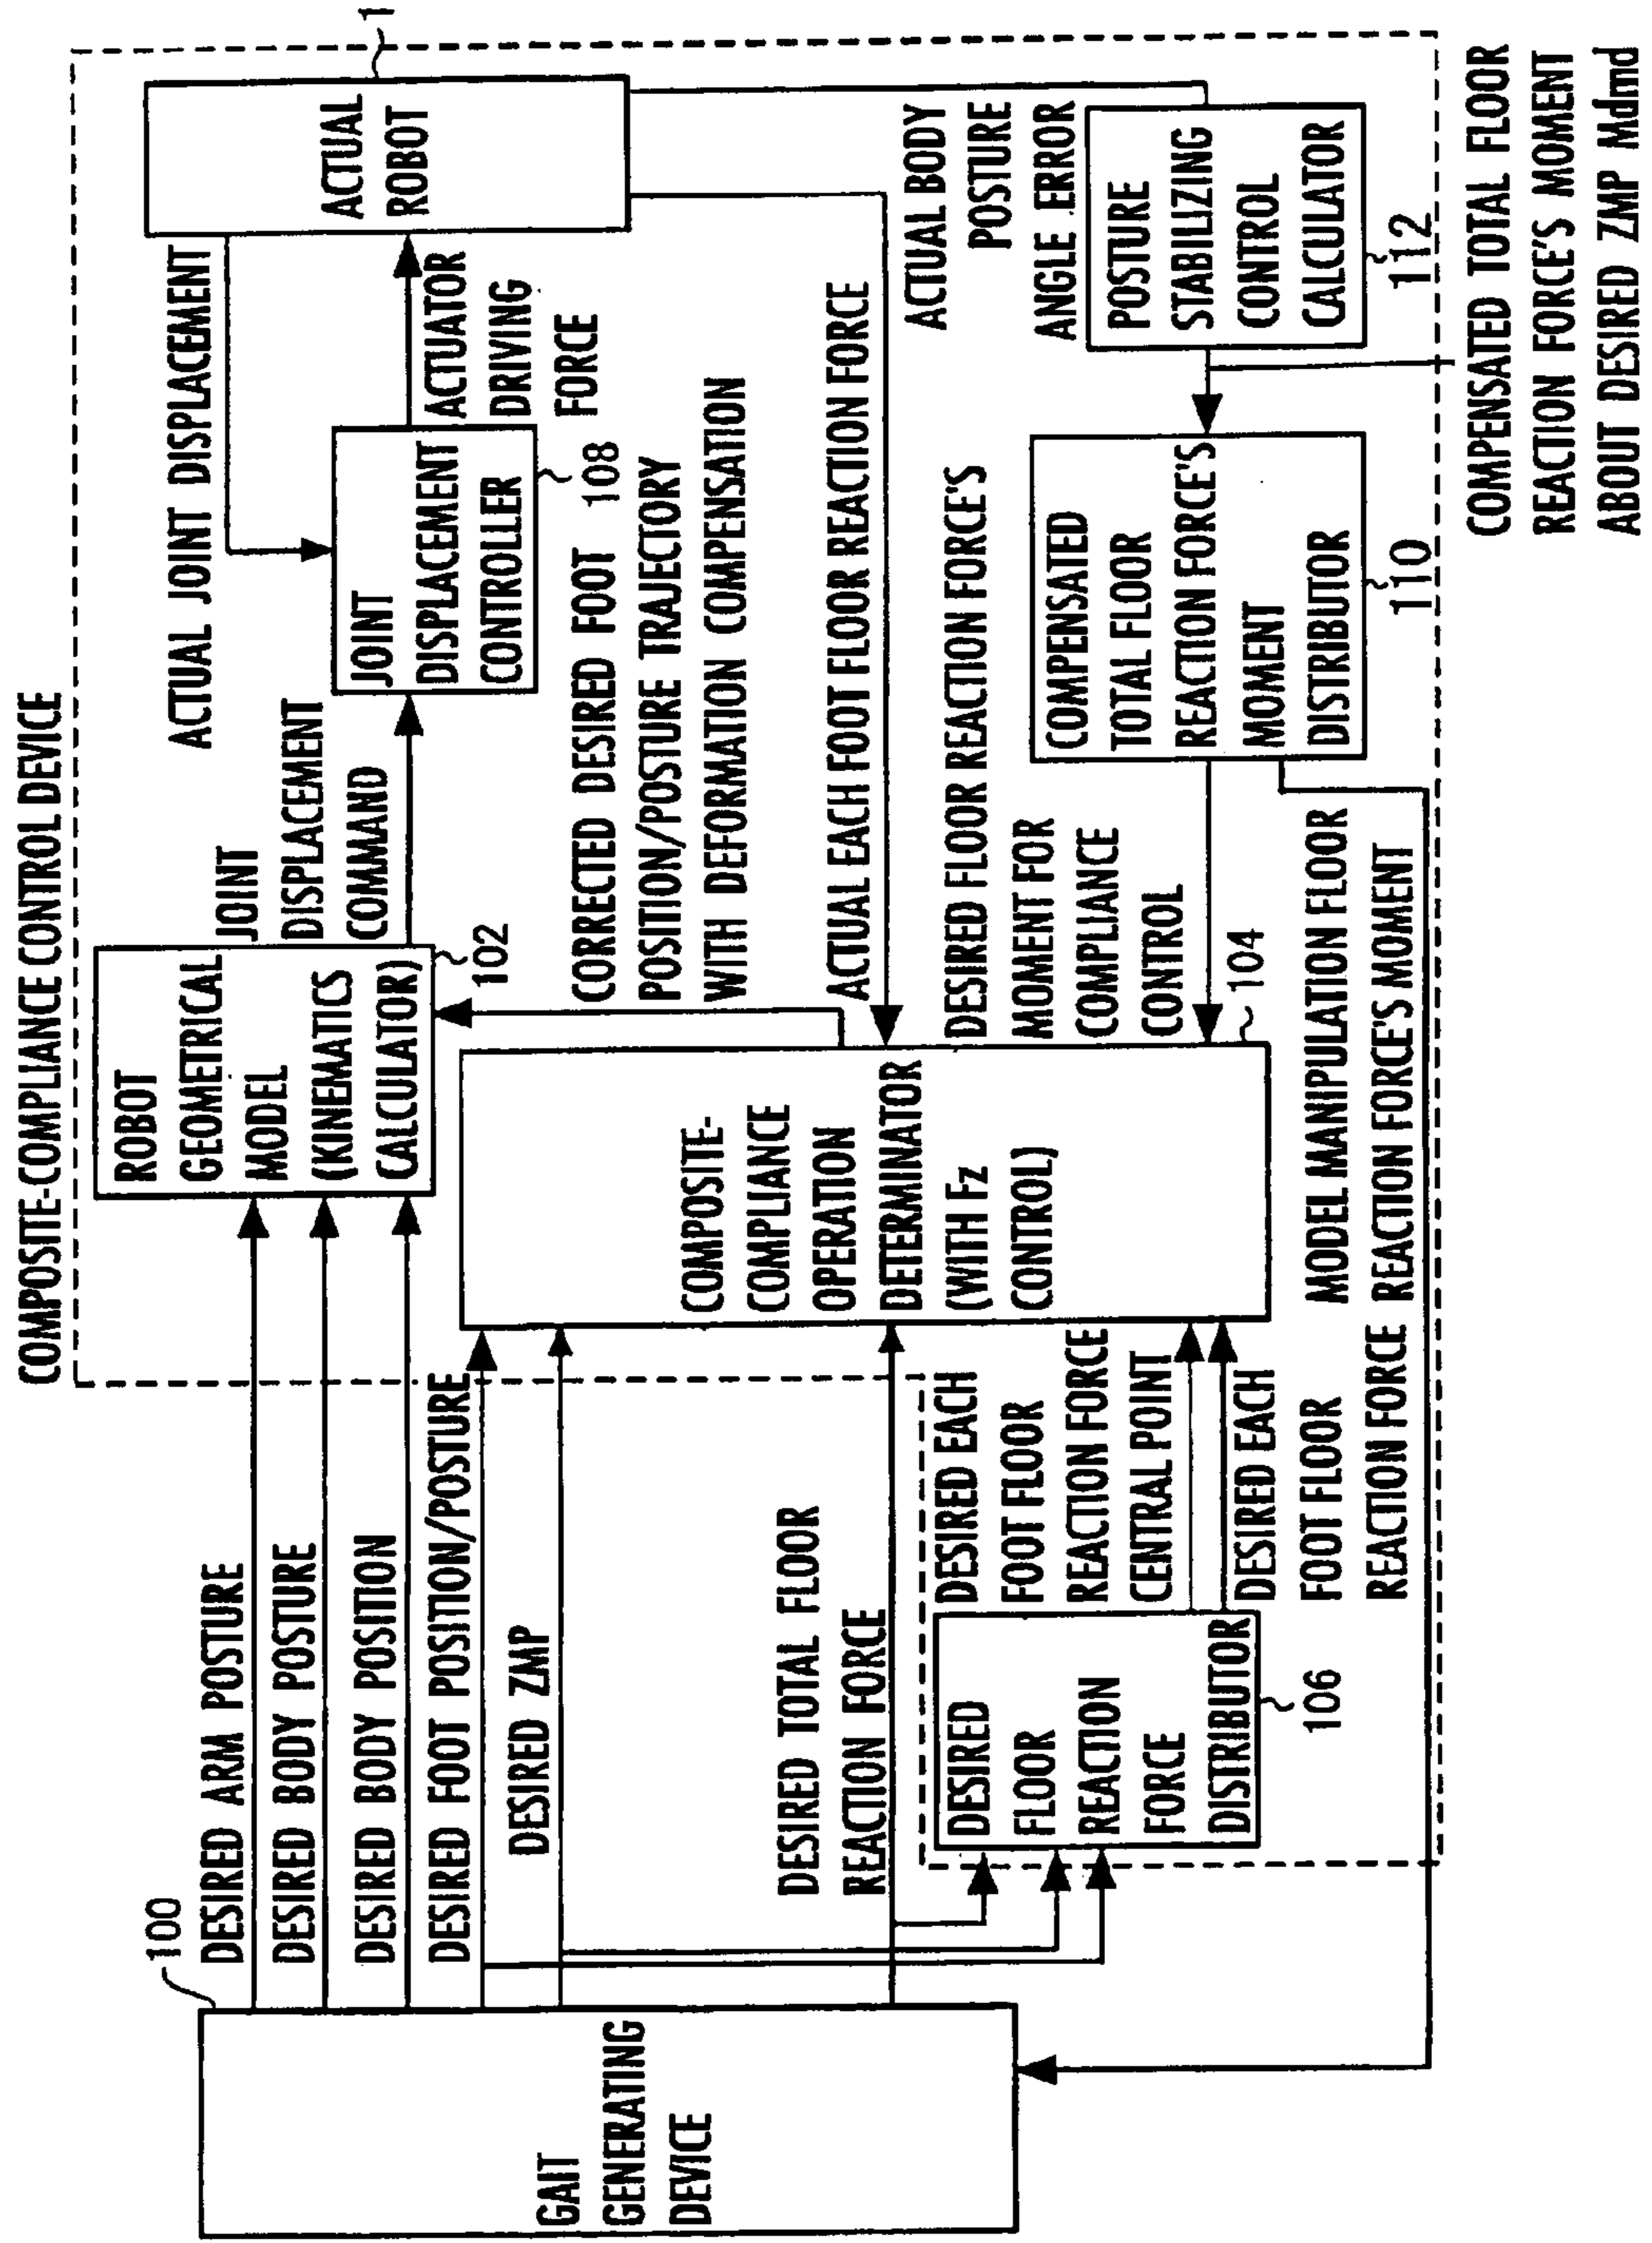 COMPOSITE-COMPLIANCE CONTROL DEVICE
100
GAIT
GENERATING
DEVICE
DESIRED ARM POSTURE
DESIRED BODY POSTURE
DESIRED BODY POSITION
DESIRED FOOT POSITION/POSTURE
DESIRED ZMP
DESIRED TOTAL FLOOR
REACTION FORCE
DESIRED
FLOOR
REACTION
FORCE
DISTRIBUTOR
106
DESIRED EACH
FOOT FLOOR
REACTION FORCE
CENTRAL POINT
DESIRED EACH
FOOT FLOOR
REACTION FORCE
ROBOT
GEOMETRICAL
MODEL
(KINEMATICS
CALCULATOR)
102
COMPOSITE-
COMPLIANCE
OPERATION
DETERMINATOR
(WITH Fz
CONTROL)
104
JOINT
DISPLACEMENT
COMMAND
CORRECTED DESIRED FOOT
POSITION/POSTURE TRAJECTORY
WITH DEFORMATION COMPENSATION
ACTUAL EACH FOOT FLOOR REACTION FORCE
DESIRED FLOOR REACTION FORCE'S
MOMENT FOR
COMPLIANCE
CONTROL
MODEL MANIPULATION FLOOR
REACTION FORCE'S MOMENT
ACTUAL JOINT DISPLACEMENT
JOINT
DISPLACEMENT
CONTROLLER
108
ACTUATOR
DRIVING
FORCE
ACTUAL
ROBOT
1
ACTUAL BODY
POSTURE
ANGLE ERROR
POSTURE
STABILIZING
CONTROL
CALCULATOR
112
COMPENSATED
TOTAL FLOOR
REACTION FORCE'S
MOMENT
DISTRIBUTOR
110
COMPENSATED TOTAL FLOOR
REACTION FORCE'S MOMENT
ABOUT DESIRED ZMP Mdmd